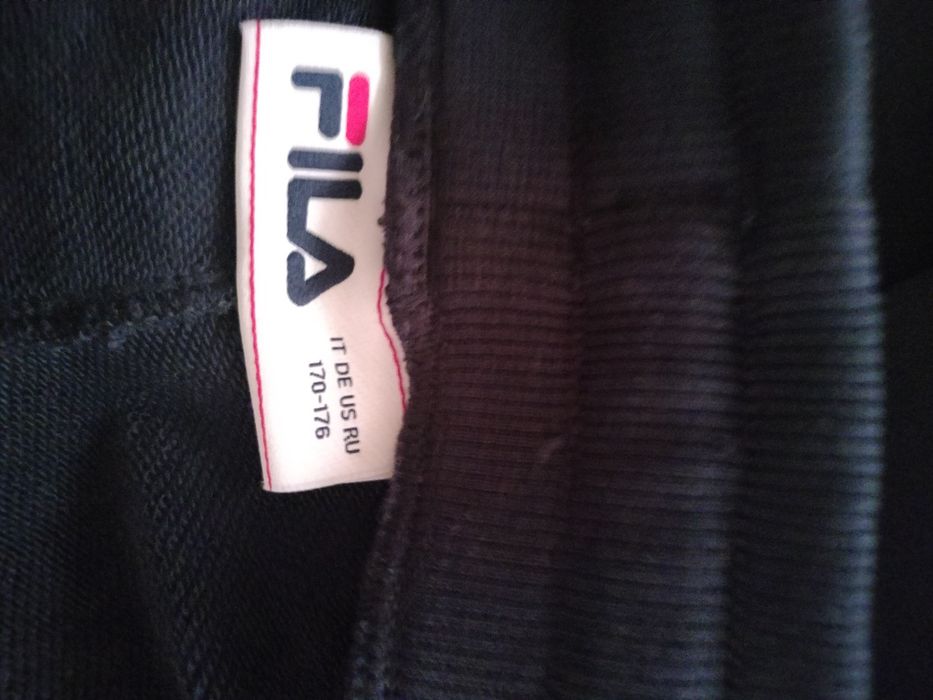 FILA
IT DE US RU
170-176